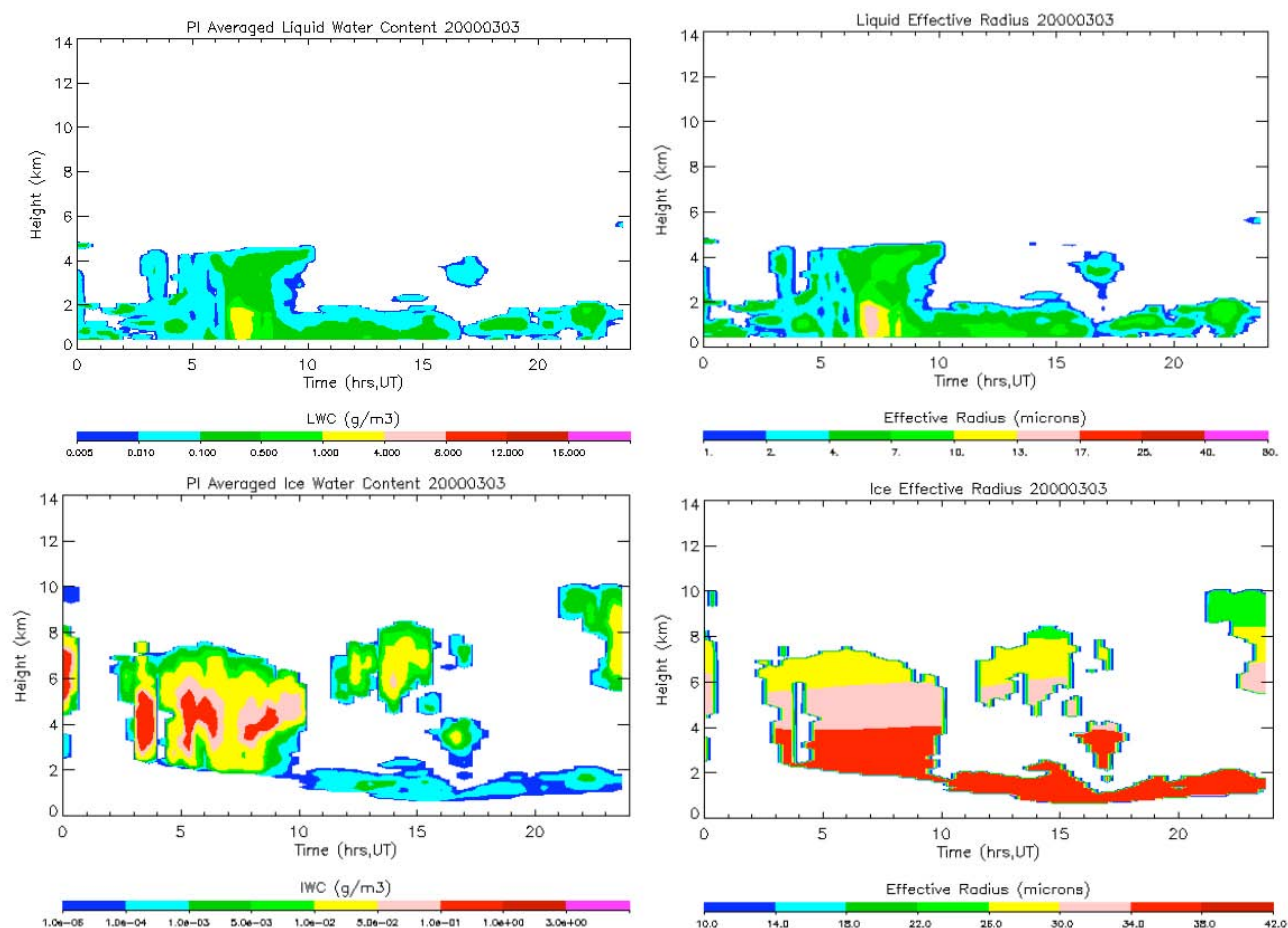 PI Averaged Liquid Water Content 20000303
14
12
10
8
6
4
2
0
Height (km)
0 5 10 15 20
Time (hrs,UT)
LWC (g/m3)
0.005 0.010 0.100 0.500 1.000 4.000 8.000 12.000 15.000
Liquid Effective Radius 20000303
14
12
10
8
6
4
2
0
Height (km)
0 5 10 15 20
Time (hrs,UT)
Effective Radius (microns)
1. 2. 4. 7. 10. 13. 17. 25. 40. 80.
PI Averaged Ice Water Content 20000303
14
12
10
8
6
4
2
0
Height (km)
0 5 10 15 20
Time (hrs,UT)
IWC (g/m3)
1.0e-05 1.0e-04 1.0e-03 5.0e-03 1.0e-02 5.0e-02 1.0e-01 1.0e+00 3.0e+00
Ice Effective Radius 20000303
14
12
10
8
6
4
2
0
Height (km)
0 5 10 15 20
Time (hrs,UT)
Effective Radius (microns)
10.0 14.0 18.0 22.0 26.0 30.0 34.0 38.0 42.0